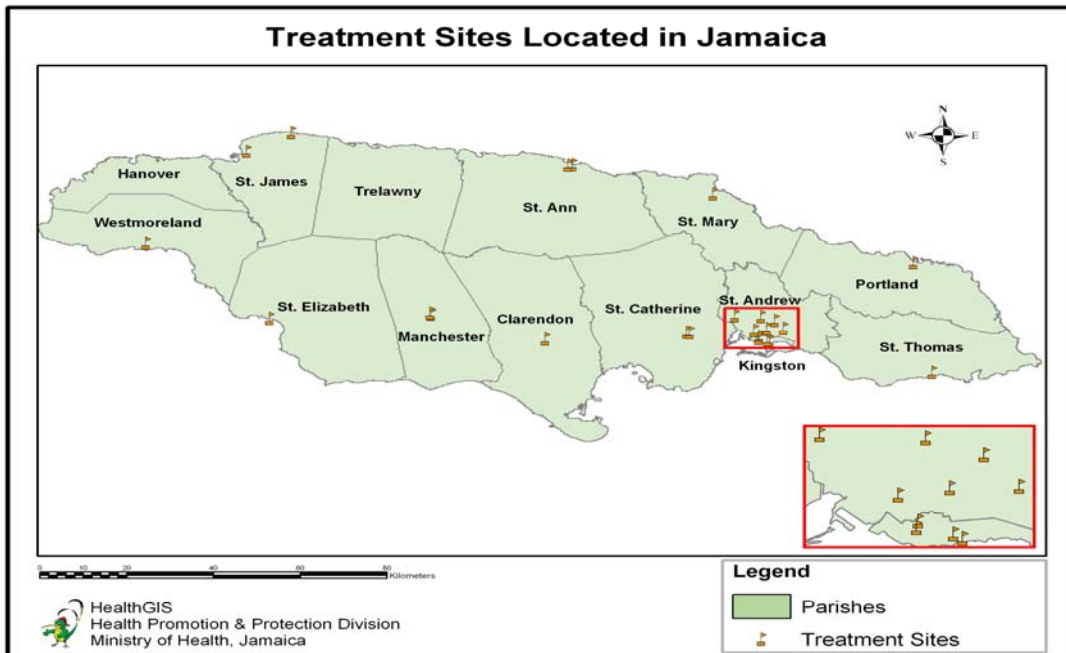 Treatment Sites Located in Jamaica
N
W E
S
Hanover
St. James
Trelawny
St. Ann
St. Mary
Westmoreland
Portland
St. Elizabeth
Manchester
Clarendon
St. Catherine
St. Andrew
St. Thomas
Kingston
0 20 40 60 80
Kilometers
HealthGIS
Health Promotion & Protection Division
Ministry of Health, Jamaica
Legend
Parishes
Treatment Sites